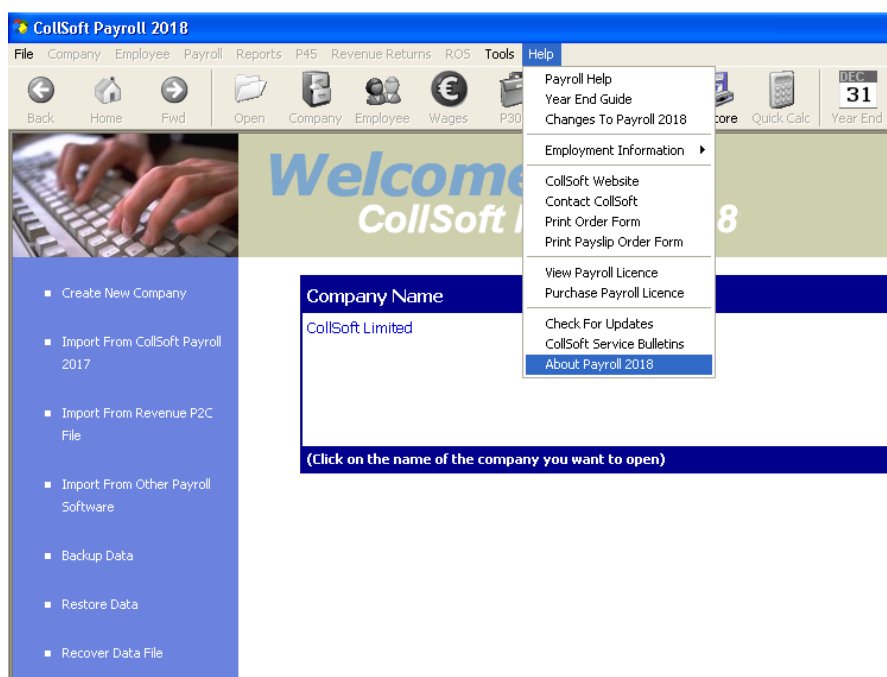 CollSoft Payroll 2018
File Company Employee Payroll Reports P45 Revenue Returns ROS Tools Help
Back Home Fwd Open Company Employee Wages P30 Quick Calc Year End
DEC
31
Payroll Help
Year End Guide
Changes To Payroll 2018
Employment Information
CollSoft Website
Contact CollSoft
Print Order Form
Print Payslip Order Form
View Payroll Licence
Purchase Payroll Licence
Check For Updates
CollSoft Service Bulletins
About Payroll 2018
Welcome
CollSoft
8
Create New Company
Import From CollSoft Payroll
2017
Import From Revenue P2C
File
Import From Other Payroll
Software
Backup Data
Restore Data
Recover Data File
Company Name
CollSoft Limited
(Click on the name of the company you want to open)